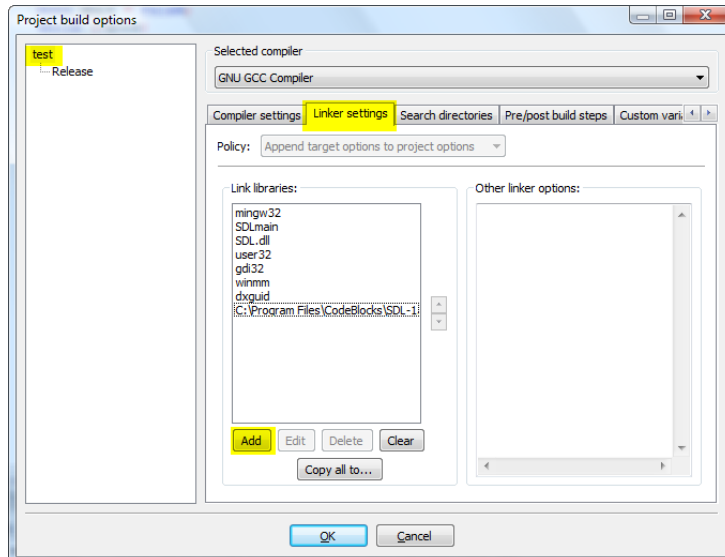 Project build options
test
Release
Selected compiler
GNU GCC Compiler
Compiler settings
Linker settings
Search directories
Pre/post build steps
Custom vari
Policy:
Append target options to project options
Link libraries:
mingw32
SDLmain
SDL.dll
user32
gdi32
winmm
dxguid
C:\Program Files\CodeBlocks\SDL-1
Add
Edit
Delete
Clear
Copy all to...
Other linker options:
OK
Cancel